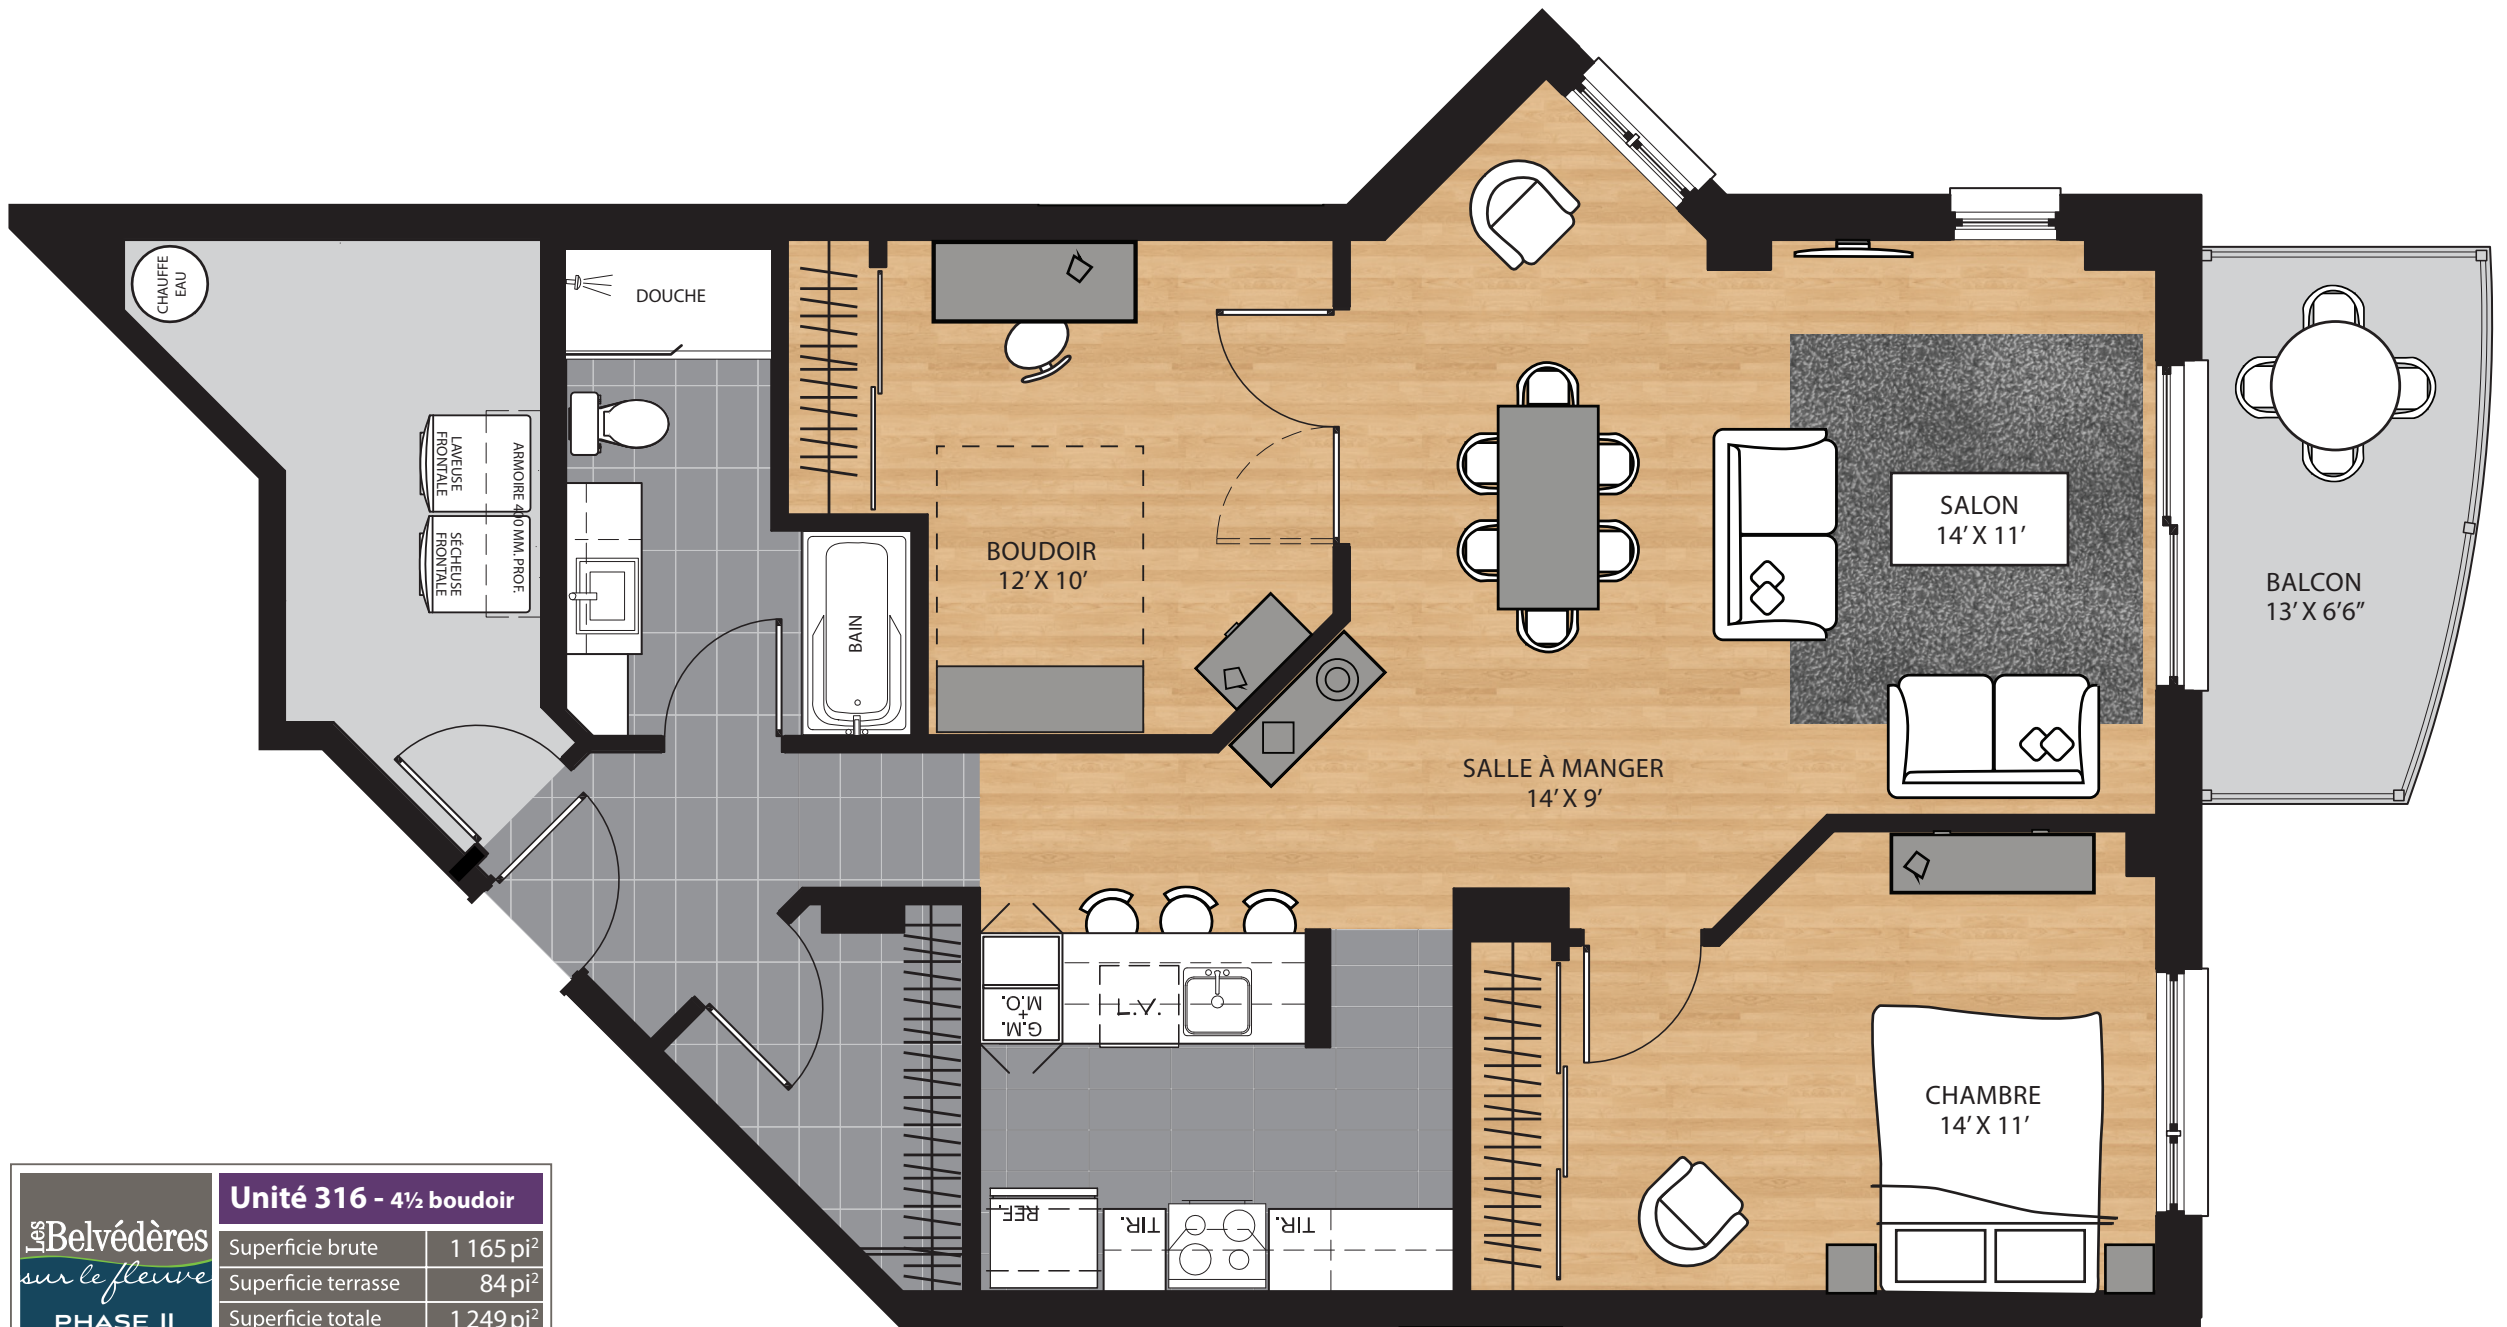 CHAUFFE
EAU
DOUCHE
LAVEUSE
FRONTALE
SÉCHEUSE
FRONTALE
ARMOIRE 400 MM. PROF.
BAIN
BOUDOIR
12’ X 10’
SALON
14’ X 11’
BALCON
13’ X 6’6’’
SALLE À MANGER
14’ X 9’
G.M.
+
M.O.
L.V.
CHAMBRE
14’ X 11’
REF.
TIR.
TIR.
Les Belvédères
sur le fleuve
PHASE II
Unité 316 - 4½ boudoir
Superficie brute 1 165 pi²
Superficie terrasse 84 pi²
Superficie totale 1 249 pi²